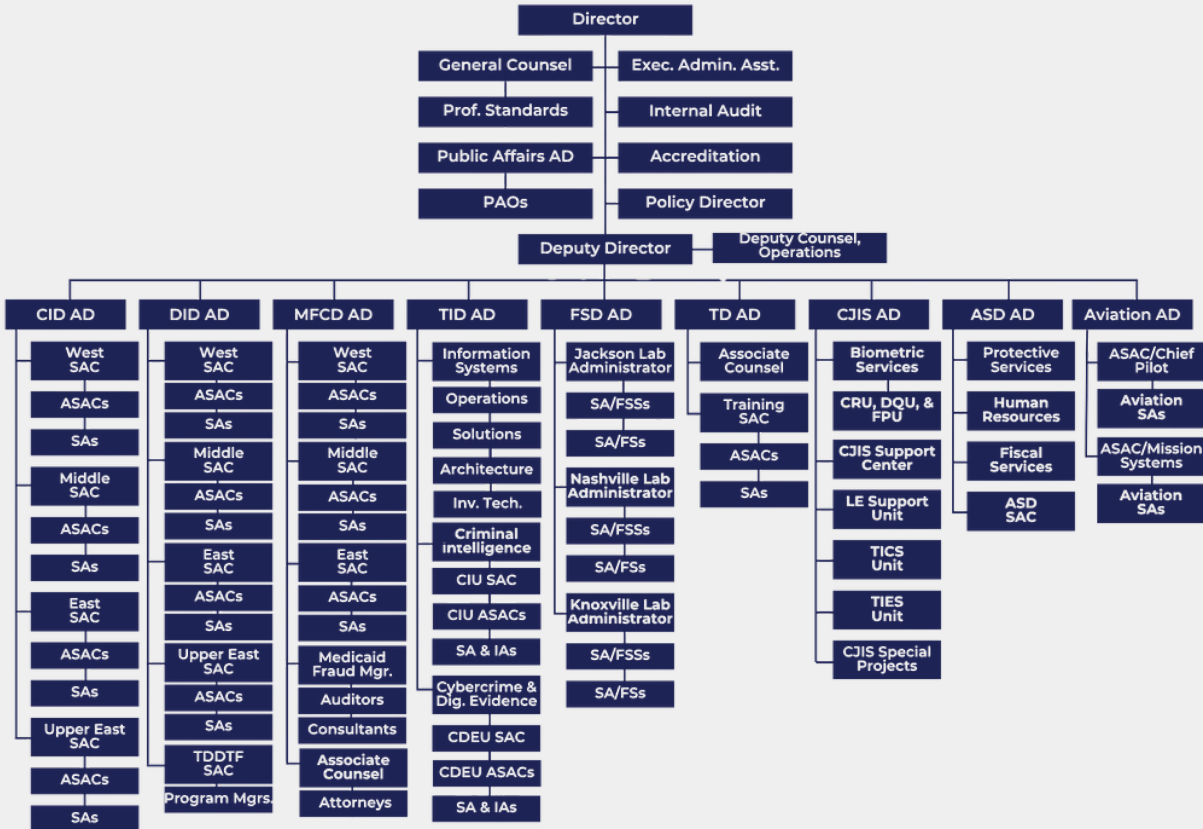 Director
General Counsel
Exec. Admin. Asst.
Prof. Standards
Internal Audit
Public Affairs AD
Accreditation
PAOs
Policy Director
Deputy Director
Deputy Counsel,
Operations
CID AD
West
SAC
ASACs
SAs
Middle
SAC
ASACs
SAs
East
SAC
ASACs
SAs
Upper East
SAC
ASACs
SAs
DID AD
West
SAC
ASACs
SAs
Middle
SAC
ASACs
SAs
East
SAC
ASACs
SAs
Upper East
SAC
ASACs
SAs
TDDTF
SAC
Program Mgrs.
MFCD AD
West
SAC
ASACs
SAs
Middle
SAC
ASACs
SAs
East
SAC
ASACs
SAs
Medicaid
Fraud Mgr.
Auditors
Consultants
Associate
Counsel
Attorneys
TID AD
Information
Systems
Operations
Solutions
Architecture
Inv. Tech.
Criminal
intelligence
CIU SAC
CIU ASACs
SA & IAs
Cybercrime &
Dig. Evidence
CDEU SAC
CDEU ASACs
SA & IAs
FSD AD
Jackson Lab
Administrator
SA/FSSs
SA/FSs
Nashville Lab
Administrator
SA/FSSs
SA/FSs
Knoxville Lab
Administrator
SA/FSSs
SA/FSs
TD AD
Associate
Counsel
Training
SAC
ASACs
SAs
CJIS AD
Biometric
Services
CRU, DQU, &
FPU
CJIS Support
Center
LE Support
Unit
TICS
Unit
TIES
Unit
CJIS Special
Projects
ASD AD
Protective
Services
Human
Resources
Fiscal
Services
ASD
SAC
Aviation AD
ASAC/Chief
Pilot
Aviation
SAs
ASAC/Mission
Systems
Aviation
SAs